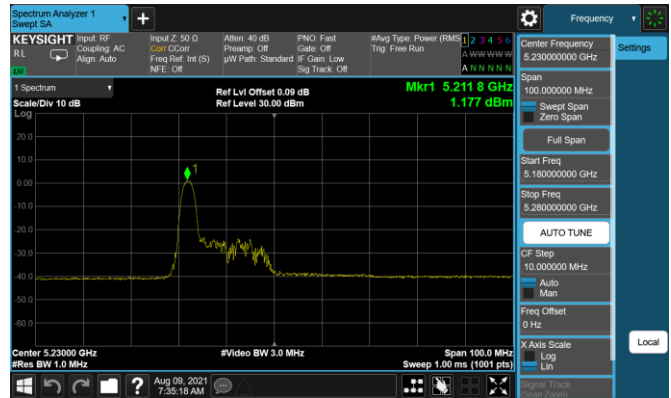 Spectrum Analyzer 1
Swept SA
+
Frequency
KEYSIGHT
Input: RF
Coupling: AC
Align: Auto
Input Z: 50 Ω
Corr CCorr
Freq Ref: Int (S)
NFE: Off
Atten: 40 dB
Preamp: Off
µW Path: Standard
PNO: Fast
Gate: Off
IF Gain: Low
Sig Track: Off
#Avg Type: Power (RMS
Trig: Free Run
1 2 3 4 5 6
A W W W W W
A N N N N N
R L
LXI
1 Spectrum
Scale/Div 10 dB
Log
Ref Lvl Offset 0.09 dB
Ref Level 30.00 dBm
Mkr1 5.211 8 GHz
1.177 dBm
20.0
10.0
0.00
-10.0
-20.0
-30.0
-40.0
-50.0
-60.0
1
Center 5.23000 GHz
#Res BW 1.0 MHz
#Video BW 3.0 MHz
Span 100.0 MHz
Sweep 1.00 ms (1001 pts)
?
Aug 09, 2021
7:35:18 AM
Center Frequency
5.230000000 GHz
Span
100.000000 MHz
Swept Span
Zero Span
Full Span
Start Freq
5.180000000 GHz
Stop Freq
5.280000000 GHz
AUTO TUNE
CF Step
10.000000 MHz
Auto
Man
Freq Offset
0 Hz
X Axis Scale
Log
Lin
Signal Track
(Span Zoom)
Settings
Local